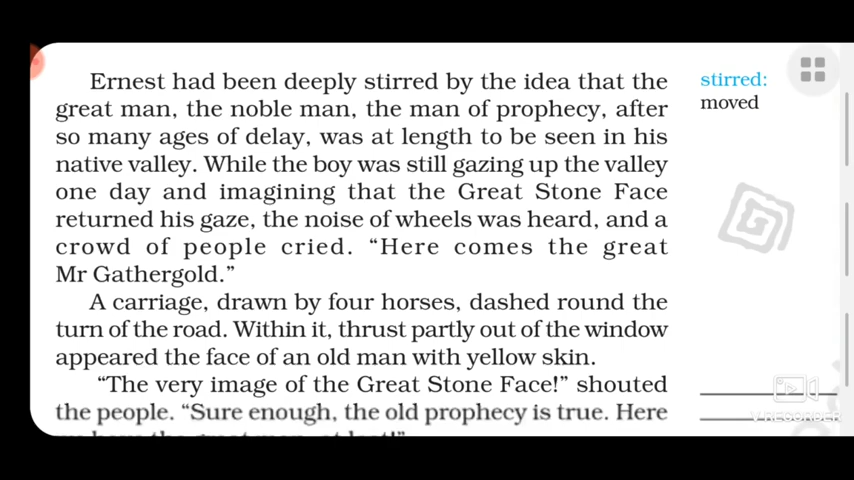 Ernest had been deeply stirred by the idea that the
great man, the noble man, the man of prophecy, after
so many ages of delay, was at length to be seen in his
native valley. While the boy was still gazing up the valley
one day and imagining that the Great Stone Face
returned his gaze, the noise of wheels was heard, and a
crowd of people cried. “Here comes the great
Mr Gathergold.”
A carriage, drawn by four horses, dashed round the
turn of the road. Within it, thrust partly out of the window
appeared the face of an old man with yellow skin.
“The very image of the Great Stone Face!” shouted
the people. “Sure enough, the old prophecy is true. Here
the great man, at last!”
stirred:
moved
V RECORDER